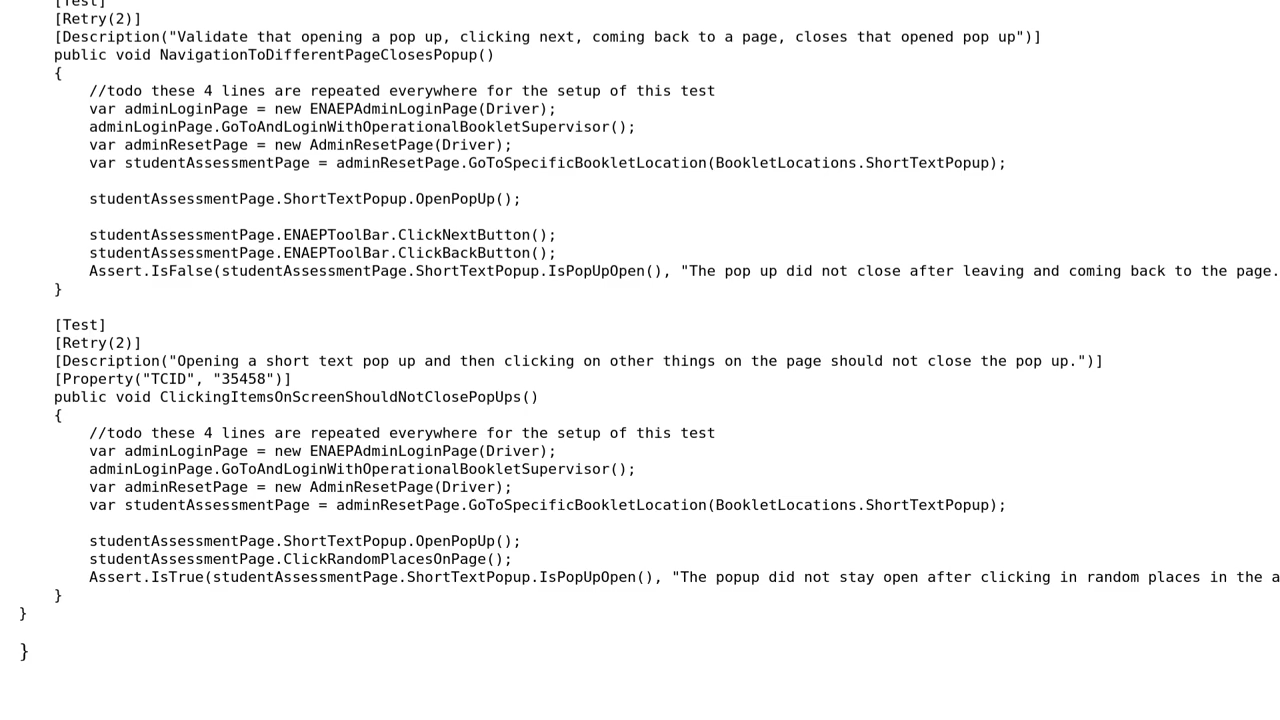 [Test]
[Retry(2)]
[Description("Validate that opening a pop up, clicking next, coming back to a page, closes that opened pop up")]
public void NavigationToDifferentPageClosesPopup()
{
//todo these 4 lines are repeated everywhere for the setup of this test
var adminLoginPage = new ENAEPAdminLoginPage(Driver);
adminLoginPage.GoToAndLoginWithOperationalBookletSupervisor();
var adminResetPage = new AdminResetPage(Driver);
var studentAssessmentPage = adminResetPage.GoToSpecificBookletLocation(BookletLocations.ShortTextPopup);
studentAssessmentPage.ShortTextPopup.OpenPopUp();
studentAssessmentPage.ENAEPToolBar.ClickNextButton();
studentAssessmentPage.ENAEPToolBar.ClickBackButton();
Assert.IsFalse(studentAssessmentPage.ShortTextPopup.IsPopUpOpen(), "The pop up did not close after leaving and coming back to the page.
}
[Test]
[Retry(2)]
[Description("Opening a short text pop up and then clicking on other things on the page should not close the pop up.")]
[Property("TCID", "35458")]
public void ClickingItemsOnScreenShouldNotClosePopUps()
{
//todo these 4 lines are repeated everywhere for the setup of this test
var adminLoginPage = new ENAEPAdminLoginPage(Driver);
adminLoginPage.GoToAndLoginWithOperationalBookletSupervisor();
var adminResetPage = new AdminResetPage(Driver);
var studentAssessmentPage = adminResetPage.GoToSpecificBookletLocation(BookletLocations.ShortTextPopup);
studentAssessmentPage.ShortTextPopup.OpenPopUp();
studentAssessmentPage.ClickRandomPlacesOnPage();
Assert.IsTrue(studentAssessmentPage.ShortTextPopup.IsPopUpOpen(), "The popup did not stay open after clicking in random places in the a
}
}
}